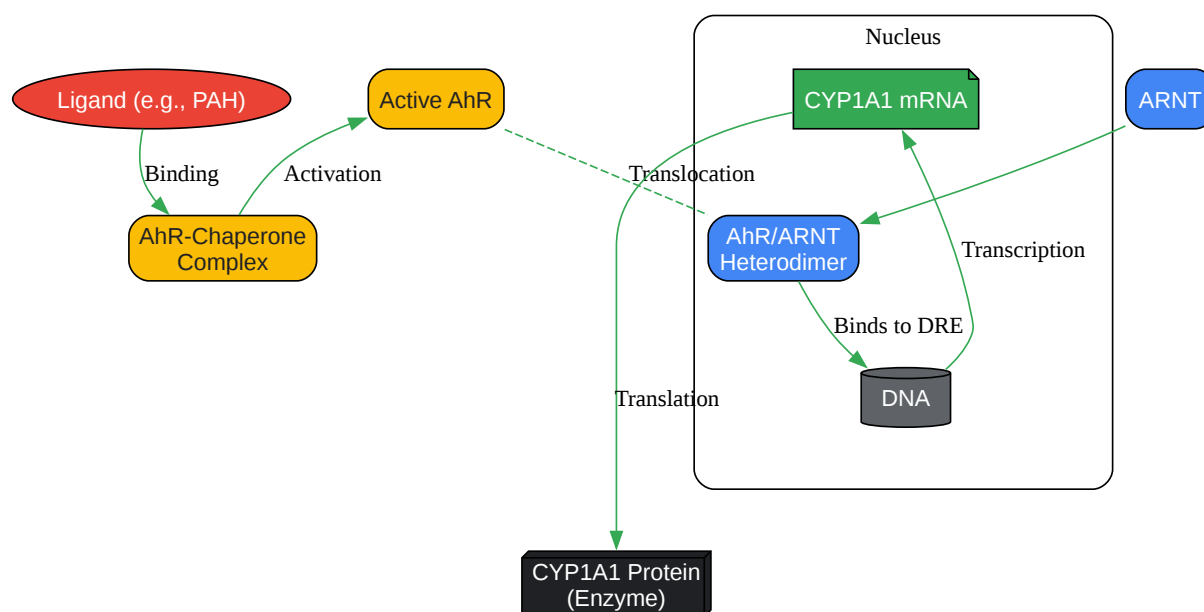 Nucleus
Ligand (e.g., PAH)
Active AhR
CYP1A1 mRNA
ARNT
Binding
Activation
Translocation
AhR-Chaperone
Complex
AhR/ARNT
Heterodimer
Transcription
Binds to DRE
Translation
DNA
CYP1A1 Protein
(Enzyme)